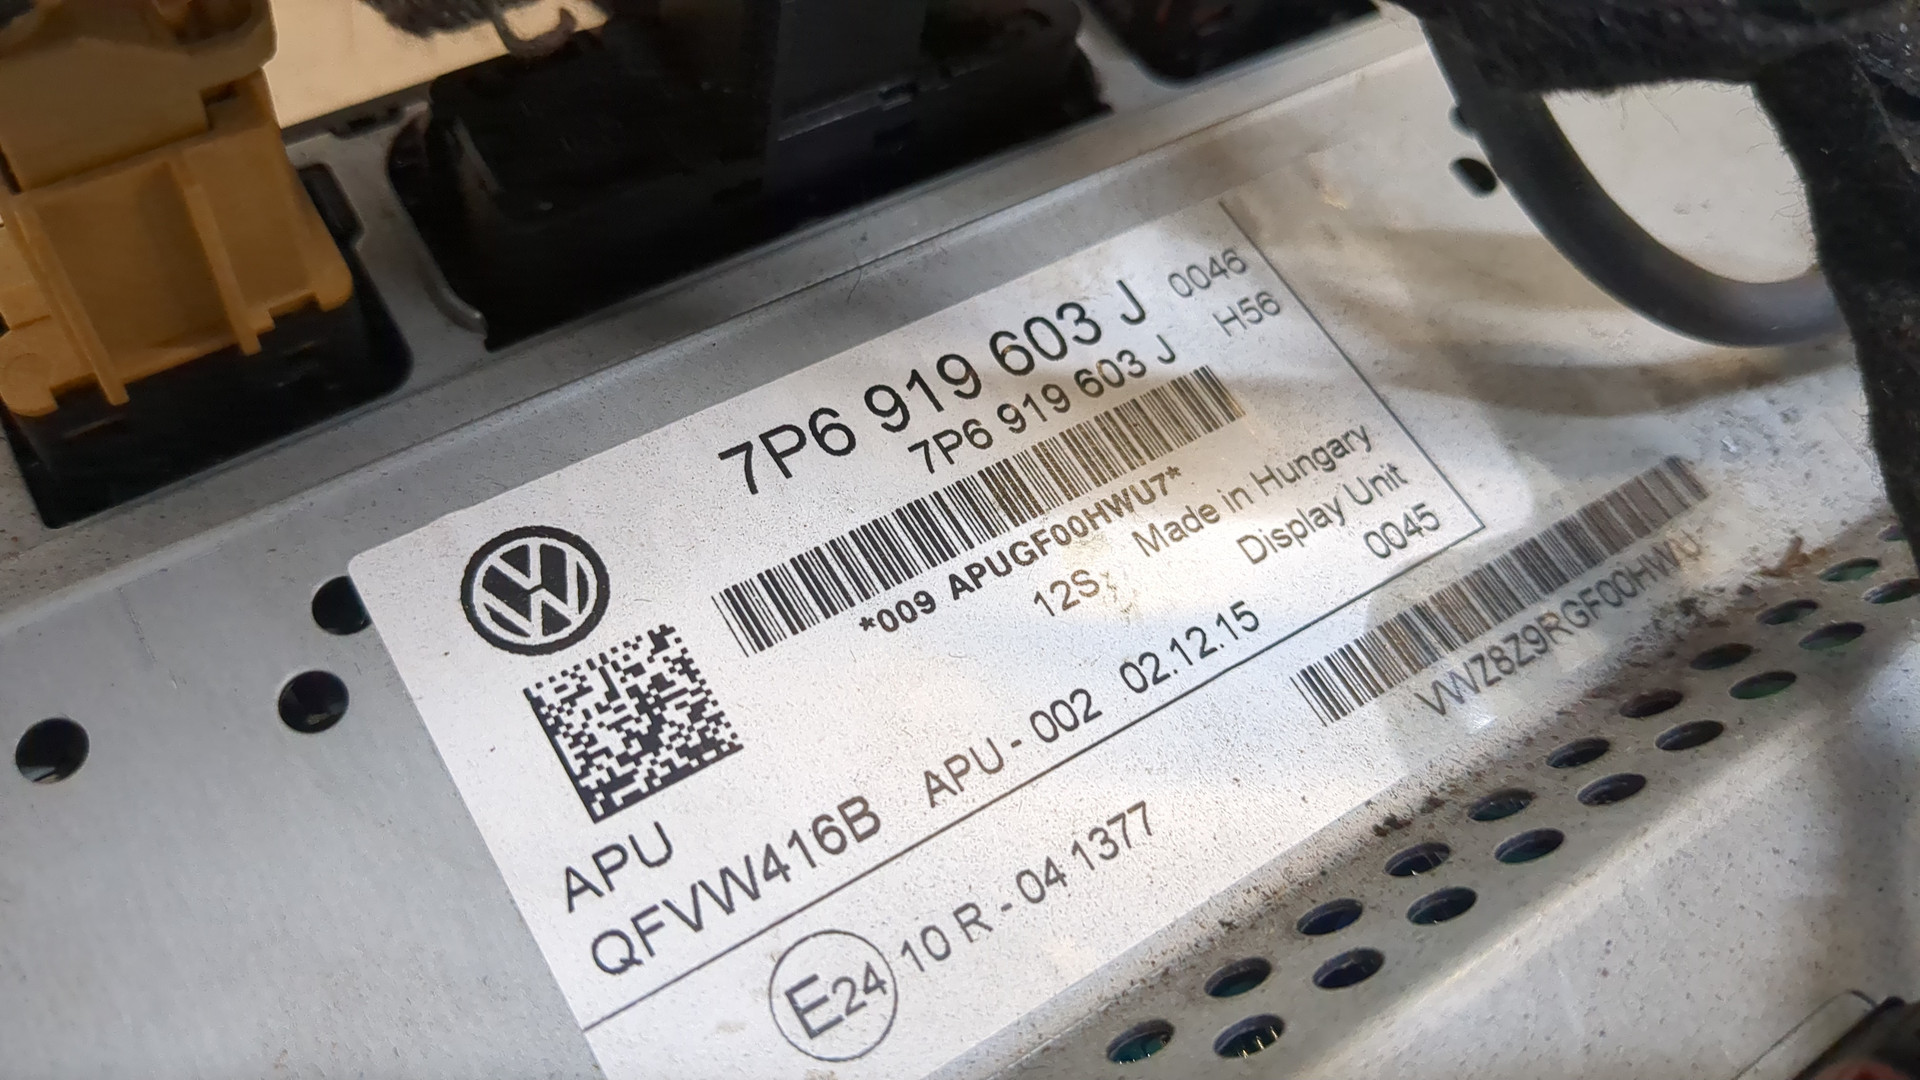 7P6 919 603 J 0046
7P6 919 603 J H56
*009 APUGF00HWU7*
12S Made in Hungary
Display Unit
0045
APU
QFVW416B APU - 002 02.12.15
E24 10 R - 04 1377
VWZ8Z9RGF00HWU